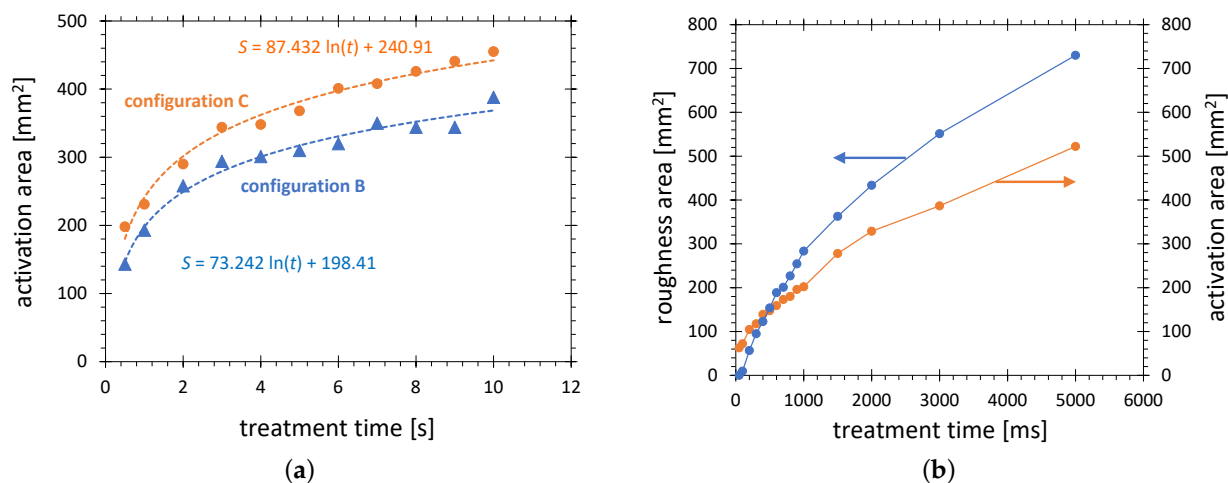 500
400
300
200
100
0
0 2 4 6 8 10 12
activation area [mm²]
treatment time [s]
S = 87.432 ln(t) + 240.91
configuration C
configuration B
S = 73.242 ln(t) + 198.41
(a)
800
700
600
500
400
300
200
100
0
0 1000 2000 3000 4000 5000 6000
800
700
600
500
400
300
200
100
0
roughness area [mm²]
activation area [mm²]
treatment time [ms]
(b)